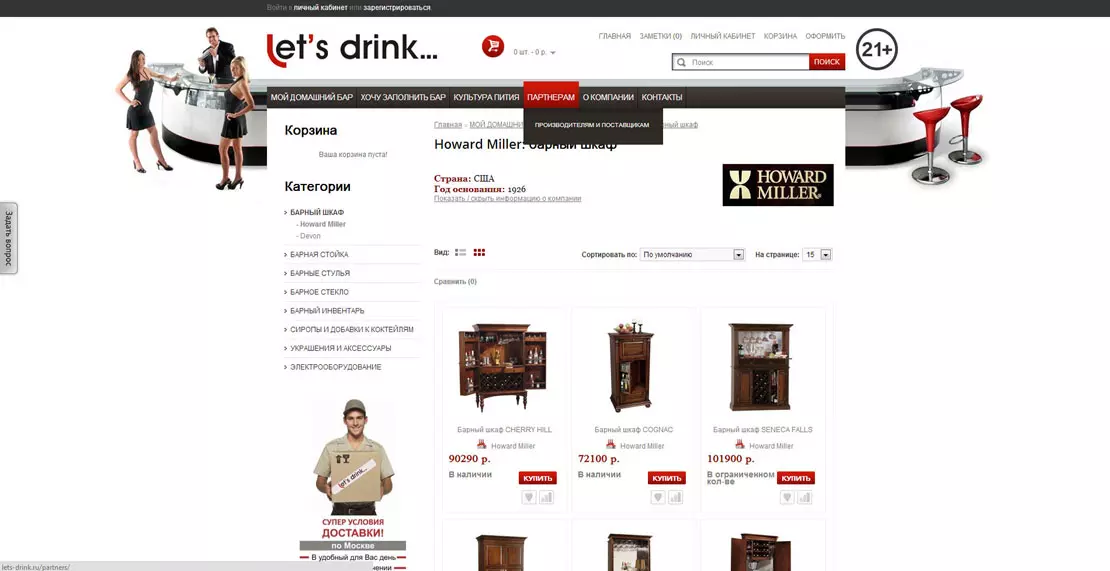 Войти в личный кабинет или зарегистрироваться
let's drink...
0 шт. - 0 р.
ГЛАВНАЯ ЗАМЕТКИ (0) ЛИЧНЫЙ КАБИНЕТ КОРЗИНА ОФОРМИТЬ
Поиск ПОИСК
21+
МОЙ ДОМАШНИЙ БАР ХОЧУ ЗАПОЛНИТЬ БАР КУЛЬТУРА ПИТИЯ ПАРТНЕРАМ О КОМПАНИИ КОНТАКТЫ
ПРОИЗВОДИТЕЛЯМ И ПОСТАВЩИКАМ
Корзина
Ваша корзина пуста!
Категории
БАРНЫЙ ШКАФ
- Howard Miller
- Devon
БАРНАЯ СТОЙКА
БАРНЫЕ СТУЛЬЯ
БАРНОЕ СТЕКЛО
БАРНЫЙ ИНВЕНТАРЬ
СИРОПЫ И ДОБАВКИ К КОКТЕЙЛЯМ
УКРАШЕНИЯ И АКСЕССУАРЫ
ЭЛЕКТРООБОРУДОВАНИЕ
Задать вопрос
let's drink...
СУПЕР УСЛОВИЯ
ДОСТАВКИ!
по Москве
В удобный для Вас день
Главная » МОЙ ДОМАШНИ шкаф
Howard Miller: барный шкаф
Страна: США
Год основания: 1926
Показать / скрыть информацию о компании
HOWARD
MILLER
Вид:
Сортировать по: По умолчанию На странице: 15
Сравнить (0)
Барный шкаф CHERRY HILL
Howard Miller
90290 р.
В наличии
КУПИТЬ
Барный шкаф COGNAC
Howard Miller
72100 р.
В наличии
КУПИТЬ
Барный шкаф SENECA FALLS
Howard Miller
101900 р.
В ограниченном
кол-ве
КУПИТЬ
lets-drink.ru/partners/